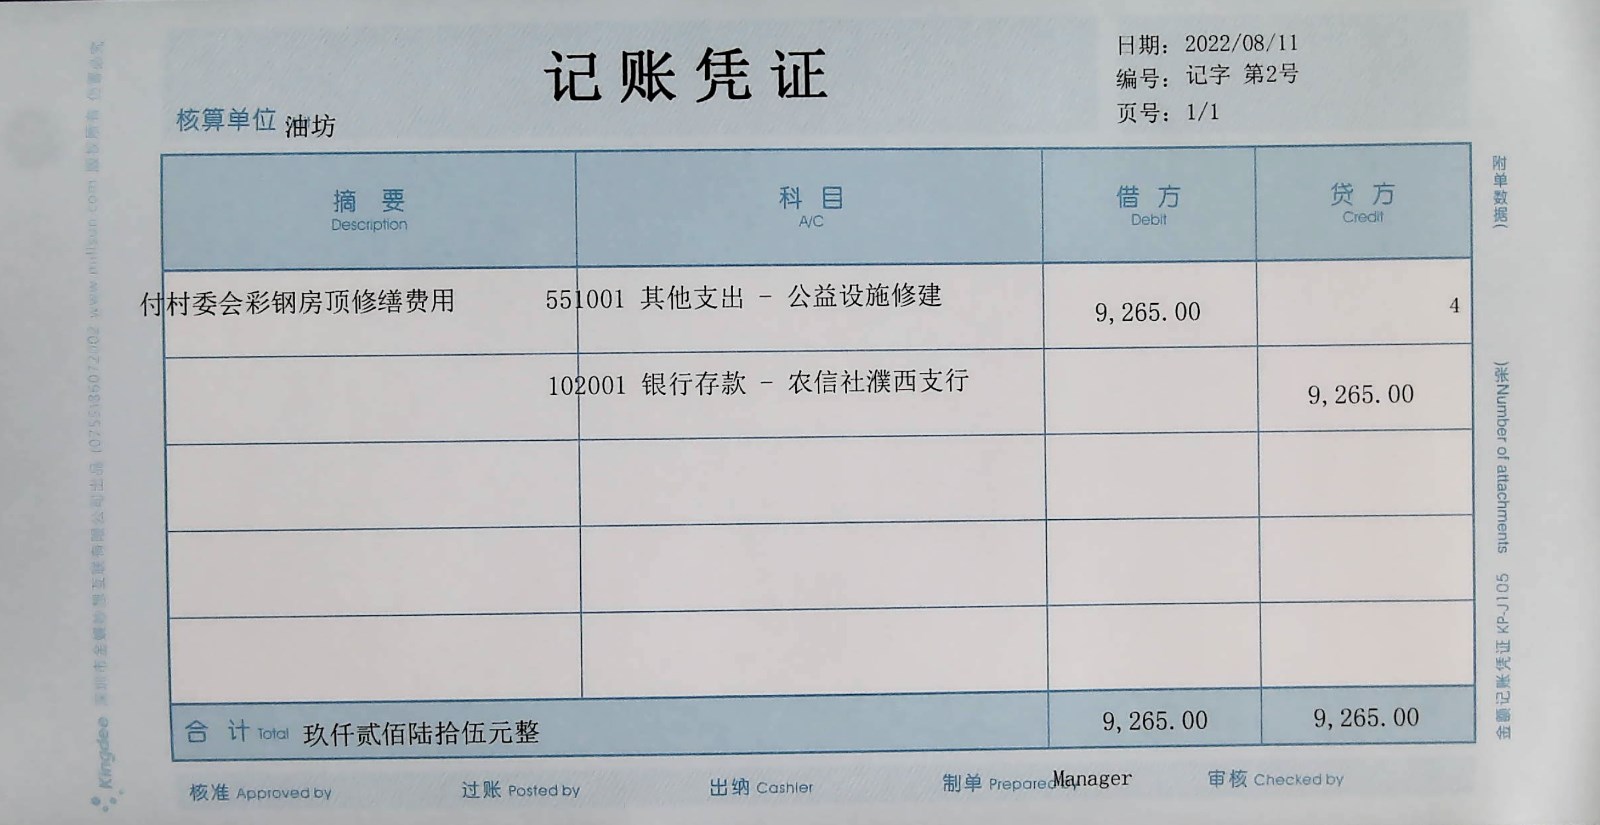 记账凭证
日期: 2022/08/11
编号: 记字 第2号
页号: 1/1
核算单位 油坊
摘要 科目 借方 贷方
Description A/C Debit Credit
付村委会彩钢房顶修缮费用 551001 其他支出 - 公益设施修建 9,265.00 4
102001 银行存款 - 农信社濮西支行 9,265.00
合计 Total 玖仟贰佰陆拾伍元整 9,265.00 9,265.00
核准 Approved by 过账 Posted by 出纳 Cashier 制单 Prepared by Manager 审核 Checked by
附单据数 张) Number of attachments
金额记账凭证 KP-J105
Kingdee